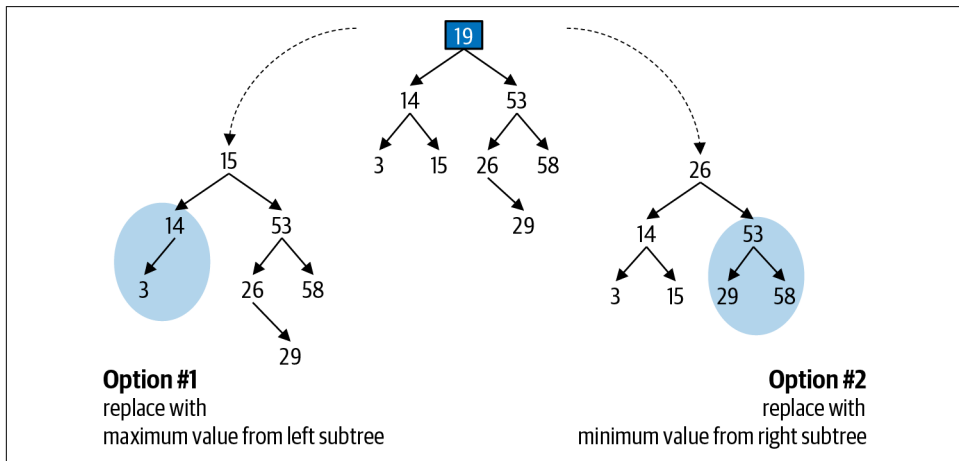 19
14 53
3 15 26 58
29
15
14 53
3 26 58
29
26
14 53
3 15 29 58
Option #1
replace with
maximum value from left subtree
Option #2
replace with
minimum value from right subtree